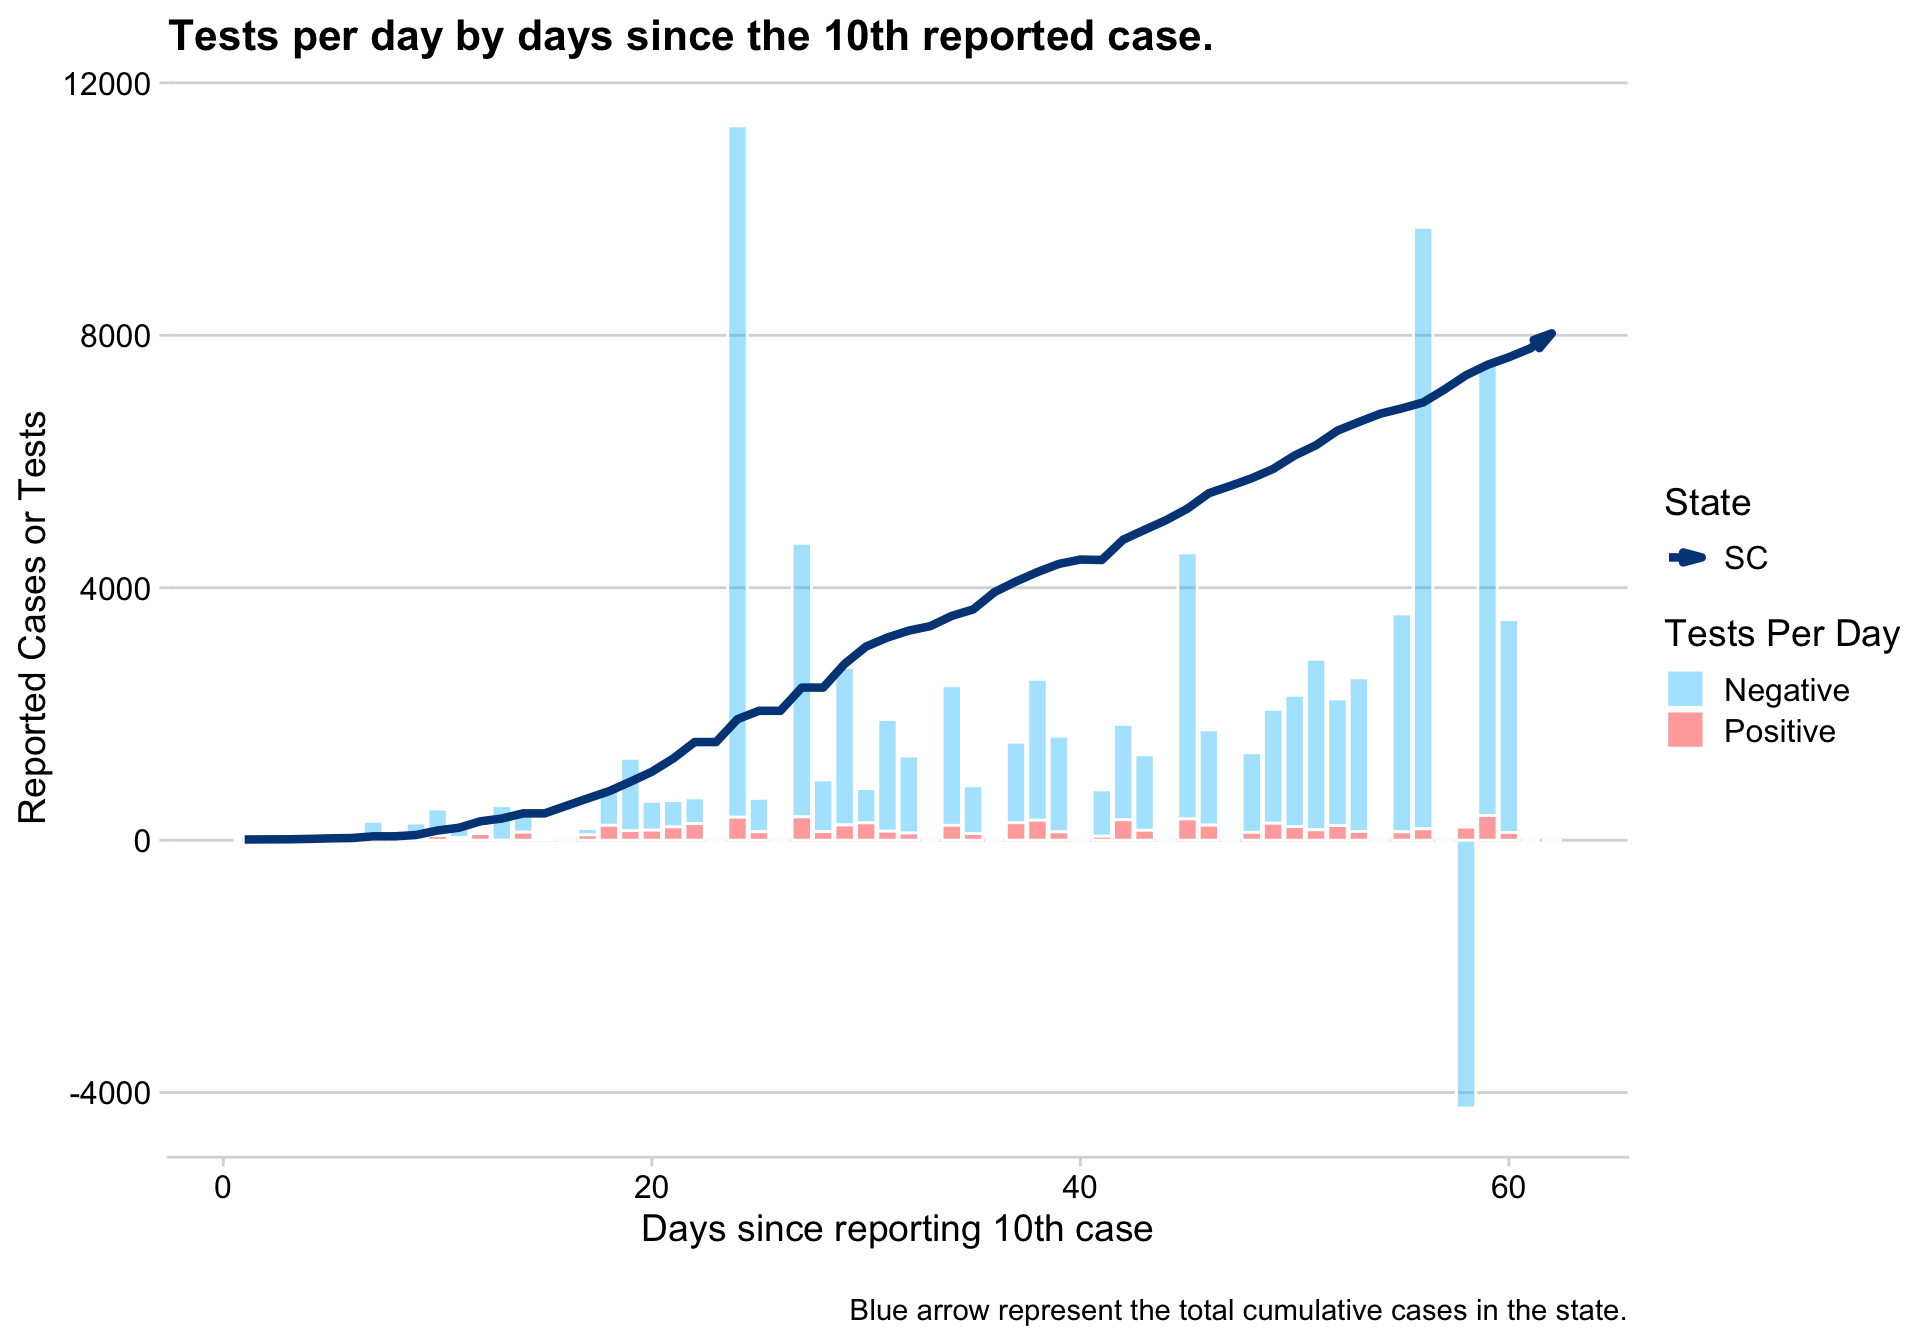 Tests per day by days since the 10th reported case.
12000
8000
4000
0
-4000
Reported Cases or Tests
0
20
40
60
Days since reporting 10th case
State
SC
Tests Per Day
Negative
Positive
Blue arrow represent the total cumulative cases in the state.